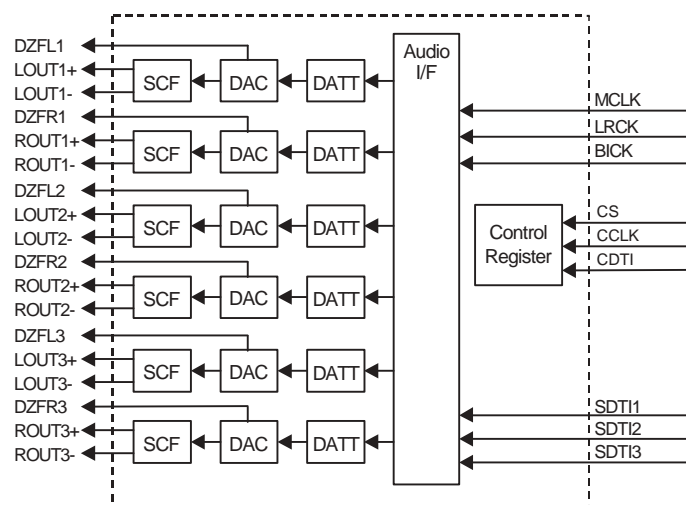 DZFL1
LOUT1+
LOUT1-
SCF
DAC
DATT
DZFR1
ROUT1+
ROUT1-
SCF
DAC
DATT
DZFL2
LOUT2+
LOUT2-
SCF
DAC
DATT
DZFR2
ROUT2+
ROUT2-
SCF
DAC
DATT
DZFL3
LOUT3+
LOUT3-
SCF
DAC
DATT
DZFR3
ROUT3+
ROUT3-
SCF
DAC
DATT
Audio
I/F
MCLK
LRCK
BICK
Control
Register
CS
CCLK
CDTI
SDTI1
SDTI2
SDTI3